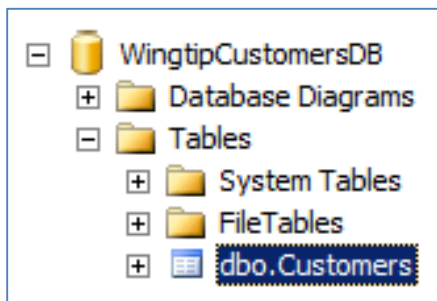 WingtipCustomersDB
Database Diagrams
Tables
System Tables
FileTables
dbo.Customers